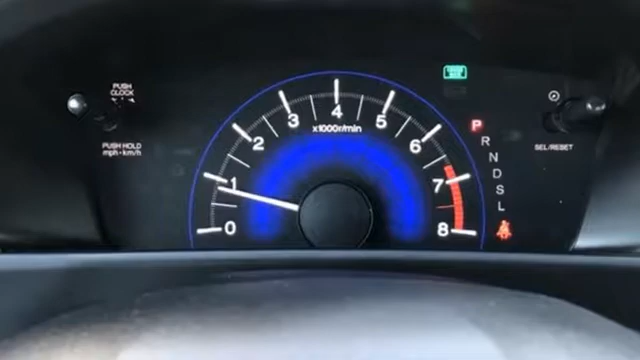 PUSH
CLOCK
PUSH HOLD
mph - km/h
0
1
2
3
4
5
6
7
8
x1000r/min
P
R
N
D
S
L
SEL/RESET